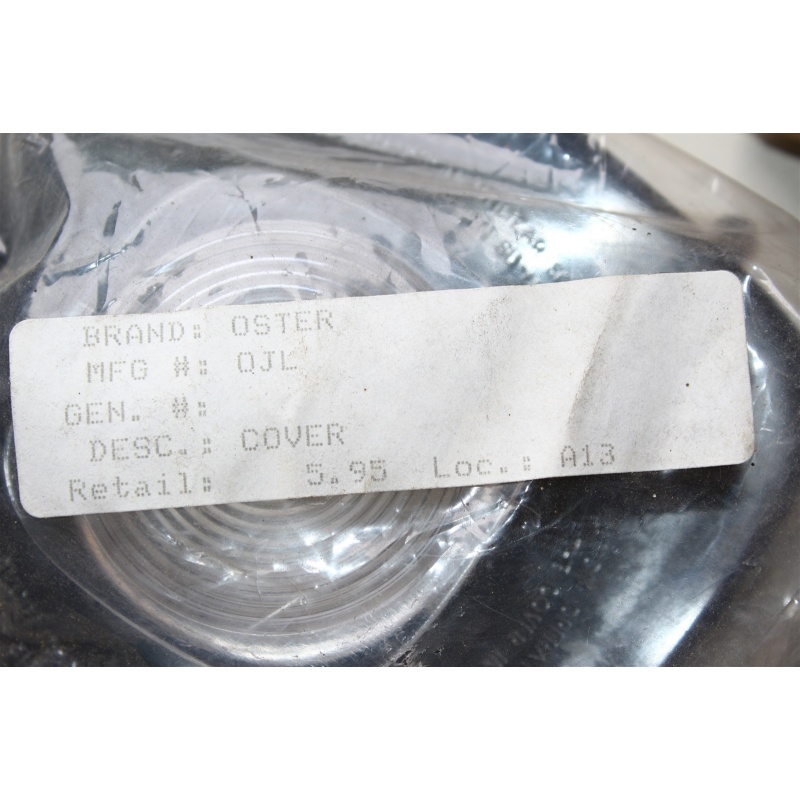 BRAND: OSTER
MFG #: QJL
GEN. #:
DESC.: COVER
Retail: 5.95 Loc.: A13